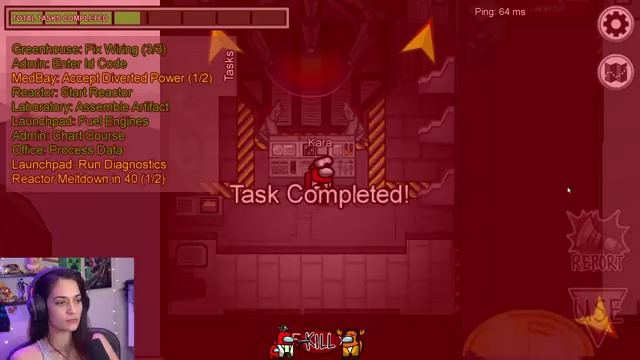 TOTAL TASKS COMPLETED
Ping: 64 ms
Greenhouse: Fix Wiring (3/3)
Admin: Enter Id Code
MedBay: Accept Diverted Power (1/2)
Reactor: Start Reactor
Laboratory: Assemble Artifact
Launchpad: Fuel Engines
Admin: Chart Course
Office: Process Data
Launchpad: Run Diagnostics
Reactor Meltdown in 40 (1/2)
Tasks
Kara
Task Completed!
REPORT
USE
KILL